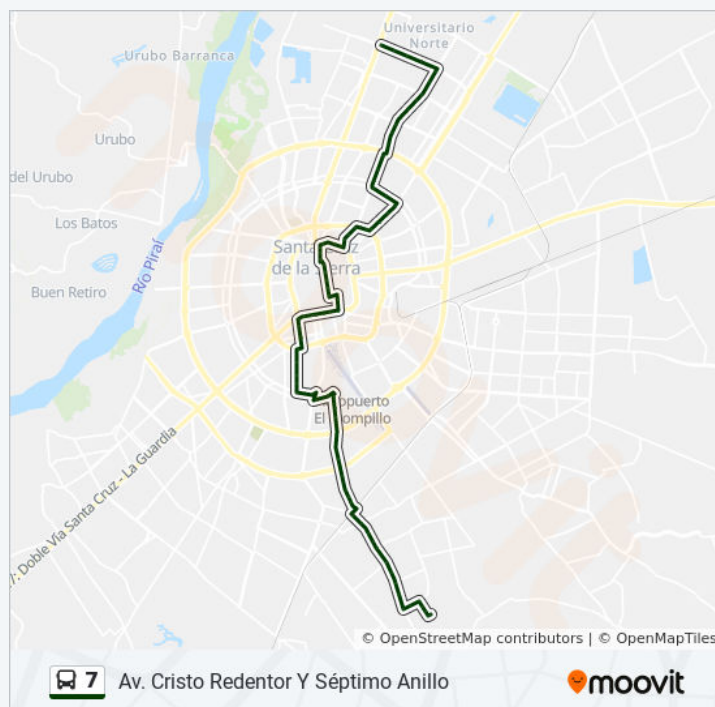 Universitario
Norte
Urubo Barranca
Urubo
del Urubo
Los Batos
Santa Cruz
de la Sierra
Río Piraí
Buen Retiro
Aeropuerto
El Trompillo
7: Doble Vía Santa Cruz - La Guardia
© OpenStreetMap contributors | © OpenMapTiles
7 Av. Cristo Redentor Y Séptimo Anillo
moovit